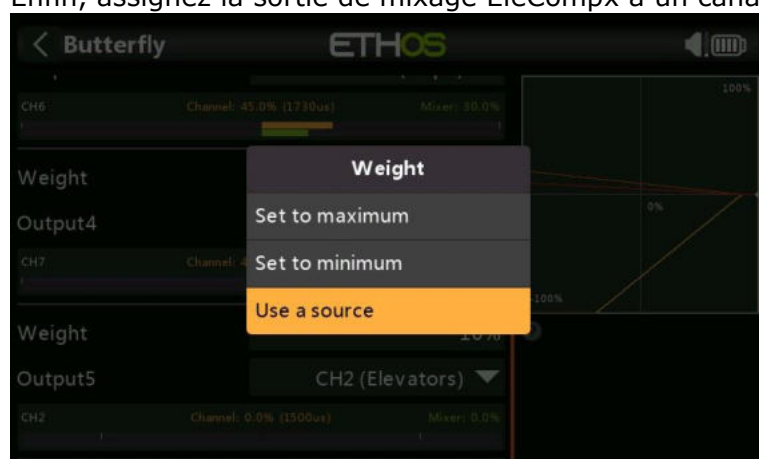 Enfin, assignez la sortie de mixage EleCompx à un cana
Butterfly
ETHOS
100%
CH6 Channel: 45.0% (1730us) Mixer: 30.0%
Weight
Weight
Set to maximum
Output4
0%
CH7 Channel: 4
Set to minimum
Use a source
-100%
Weight 10%
Output5 CH2 (Elevators)
CH2 Channel: 0.0% (1500us) Mixer: 0.0%